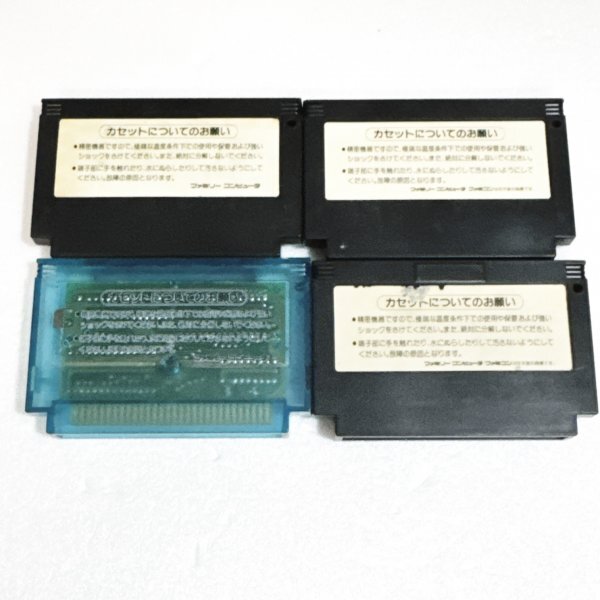 カセットについてのお願い
●精密機器ですので、極端な温度条件下での使用や保管および強い
ショックをさけてください。また、絶対に分解しないでください。
●端子部に手を触れたり、水にぬらしたりして汚さないようにして
ください。故障の原因となります。
ファミリー コンピュータ
カセットについてのお願い
●精密機器ですので、極端な温度条件下での使用や保管および強い
ショックをさけてください。また、絶対に分解しないでください。
●端子部に手を触れたり、水にぬらしたりして汚さないようにして
ください。故障の原因となります。
ファミリー コンピュータ ファミコン
カセットについてのお願い
カセットについてのお願い
●精密機器ですので、極端な温度条件下での使用や保管および強い
ショックをさけてください。また、絶対に分解しないでください。
●端子部に手を触れたり、水にぬらしたりして汚さないようにして
ください。故障の原因となります。
ファミリー コンピュータ ファミコン